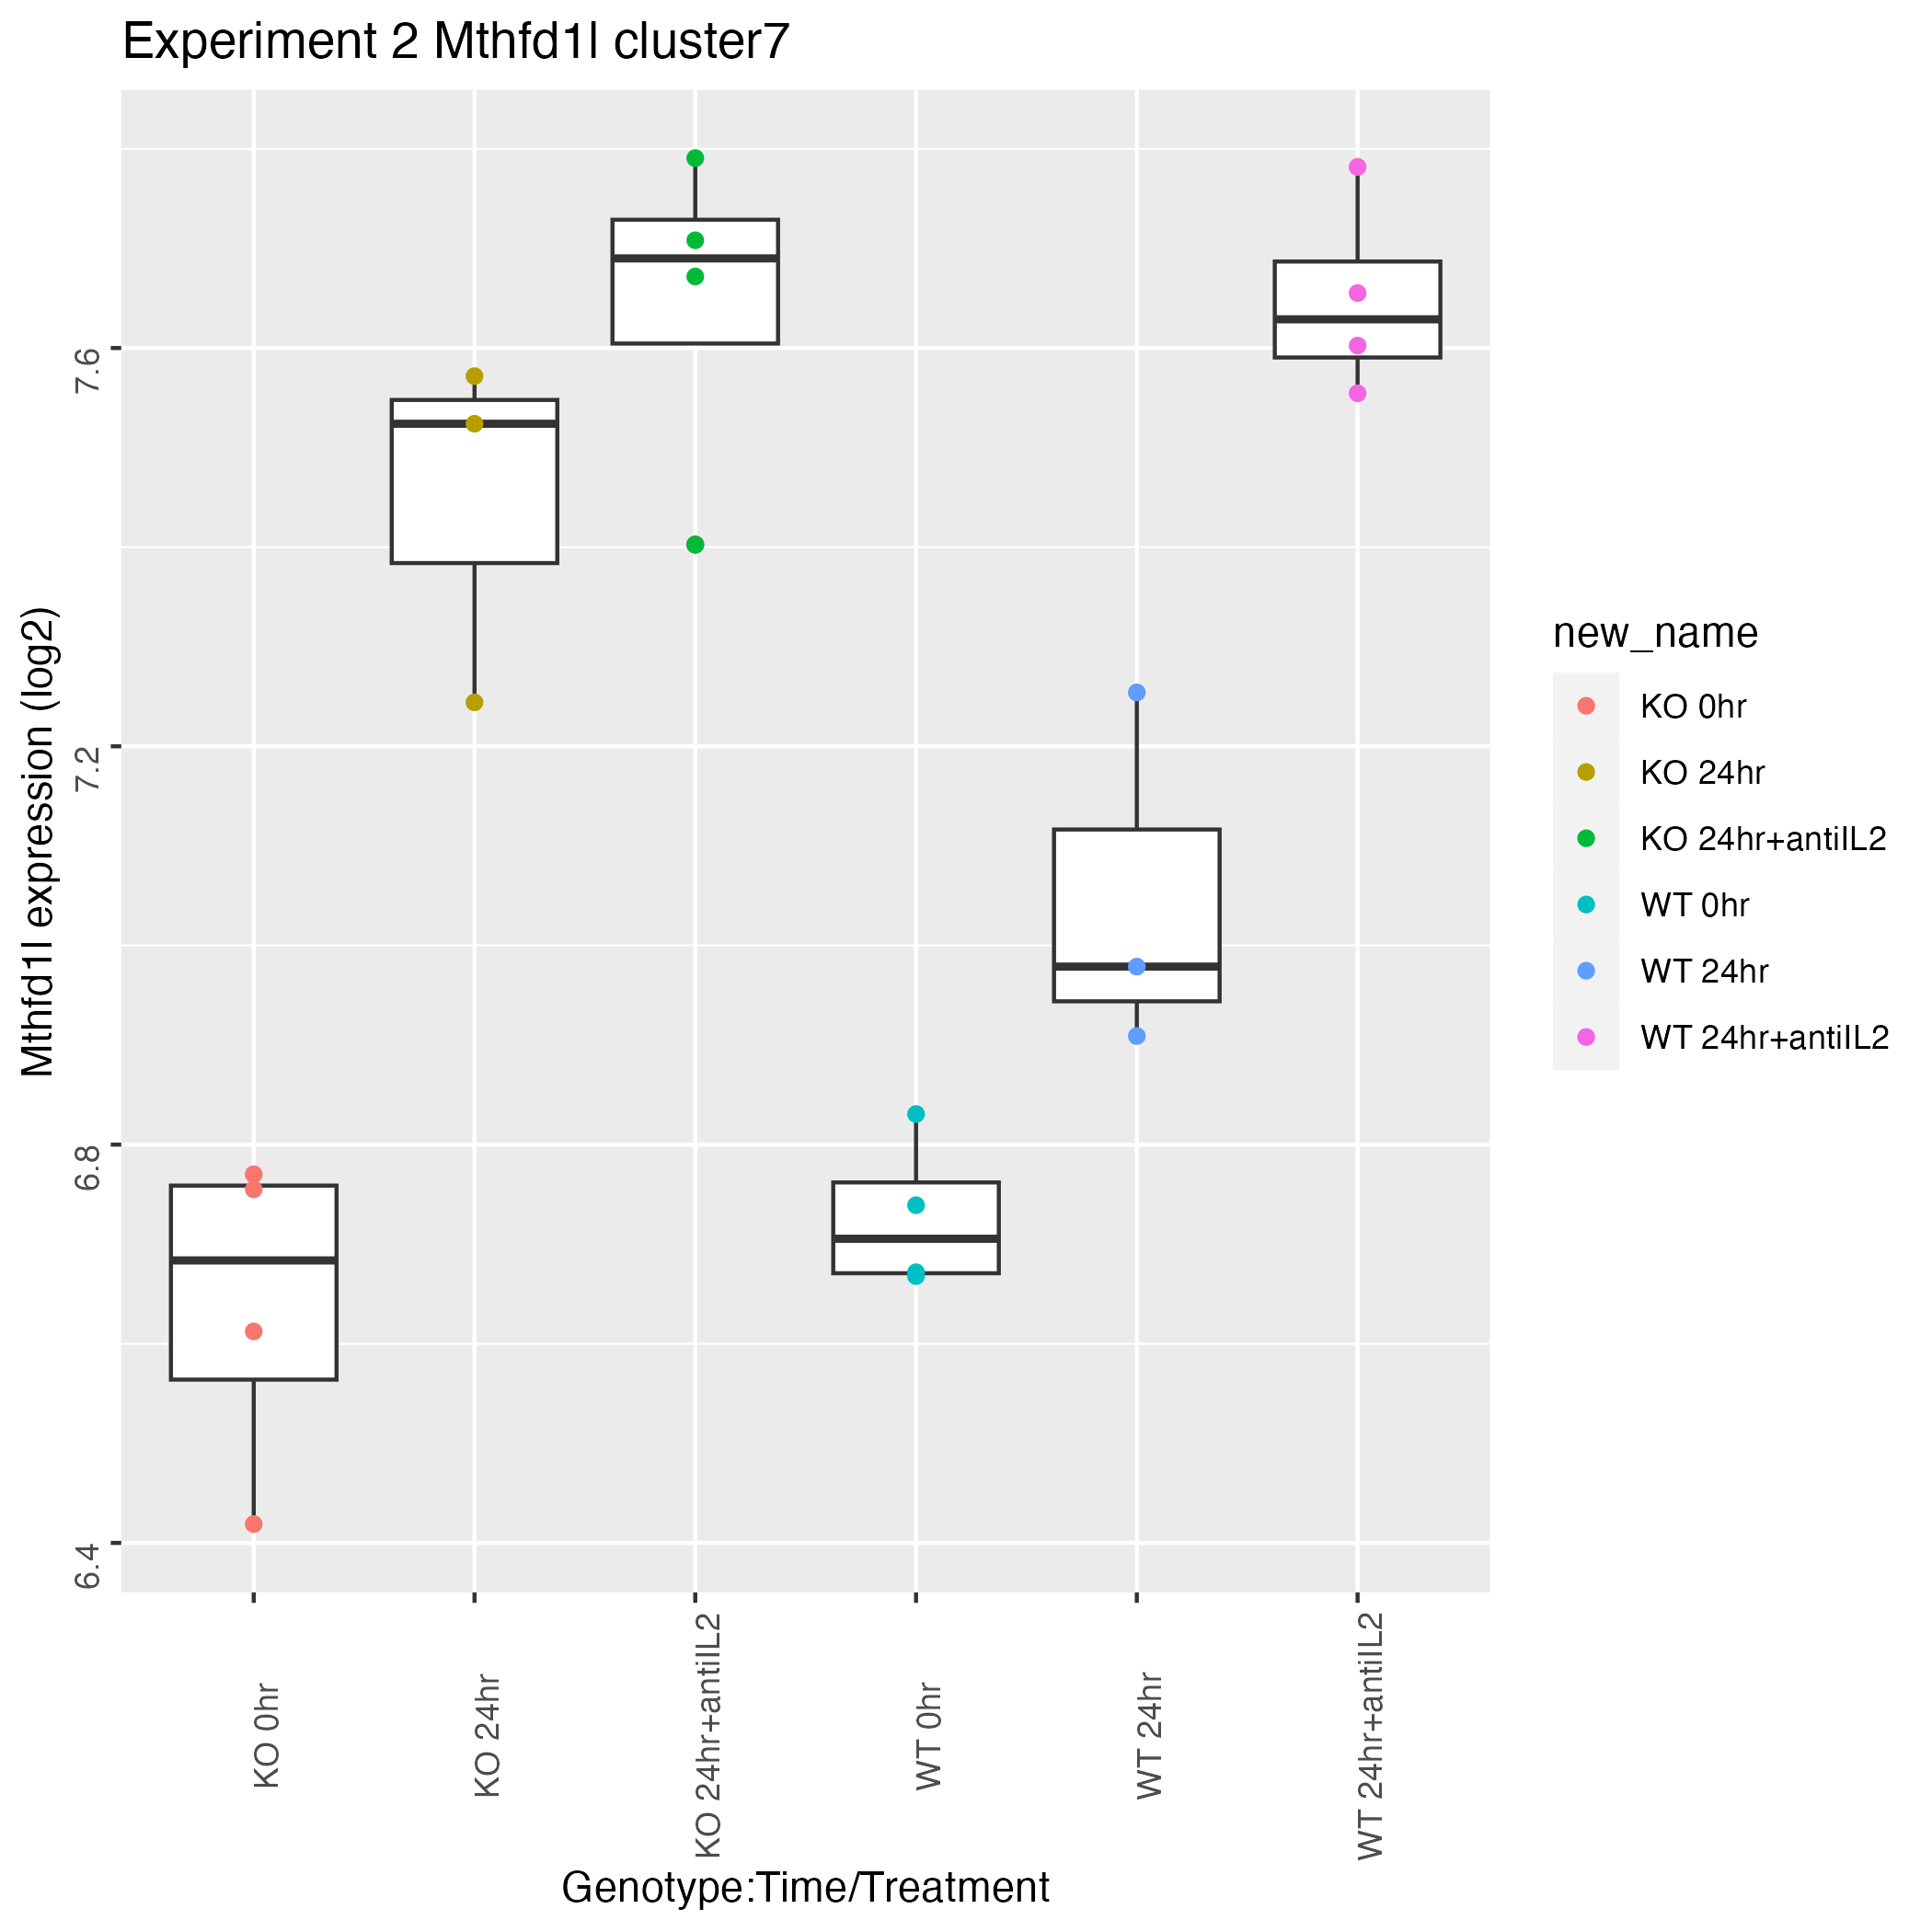 Experiment 2 Mthfd1l cluster7
Mthfd1l expression (log2)
7.6
7.2
6.8
6.4
KO 0hr
KO 24hr
KO 24hr+antiIL2
WT 0hr
WT 24hr
WT 24hr+antiIL2
Genotype:Time/Treatment
new_name
KO 0hr
KO 24hr
KO 24hr+antiIL2
WT 0hr
WT 24hr
WT 24hr+antiIL2